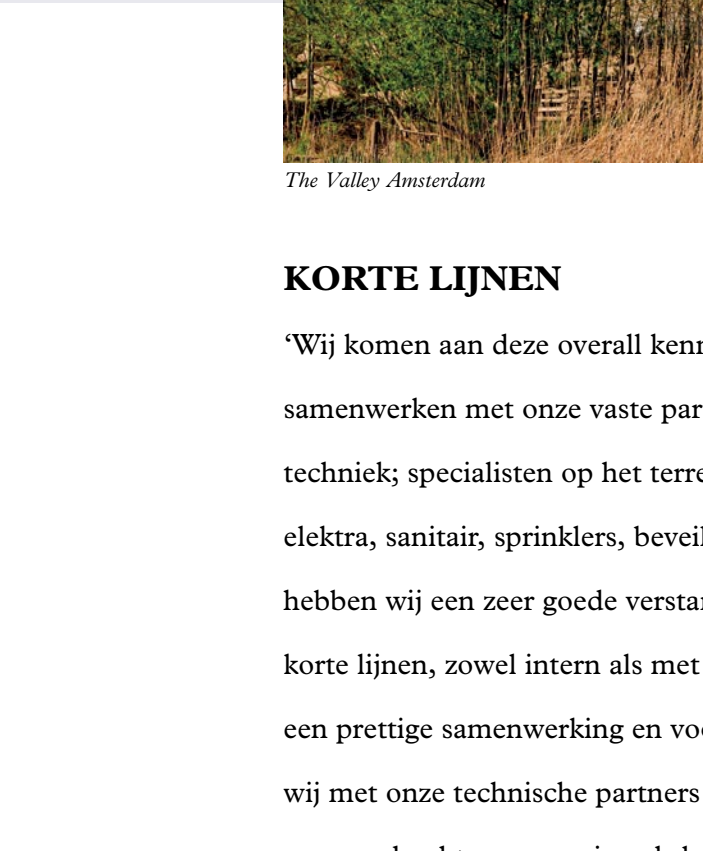 The Valley Amsterdam
KORTE LIJNEN
‘Wij komen aan deze overall
samenwerken met onze vaste
techniek; specialisten op het
elektra, sanitair, sprinklers,
hebben wij een zeer goede
korte lijnen, zowel intern als met
een prettige samenwerking en
wij met onze technische partners